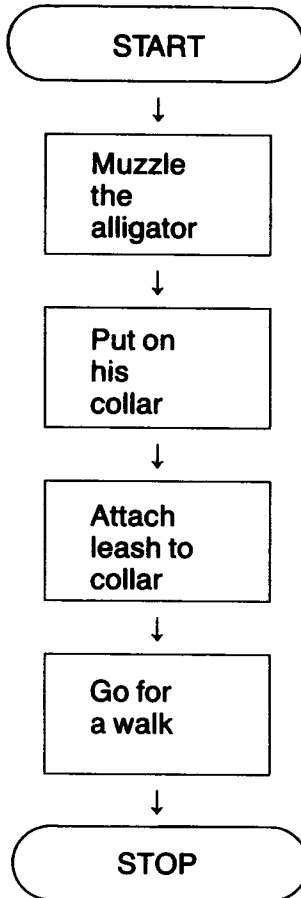 START
Muzzle
the
alligator
Put on
his
collar
Attach
leash to
collar
Go for
a walk
STOP